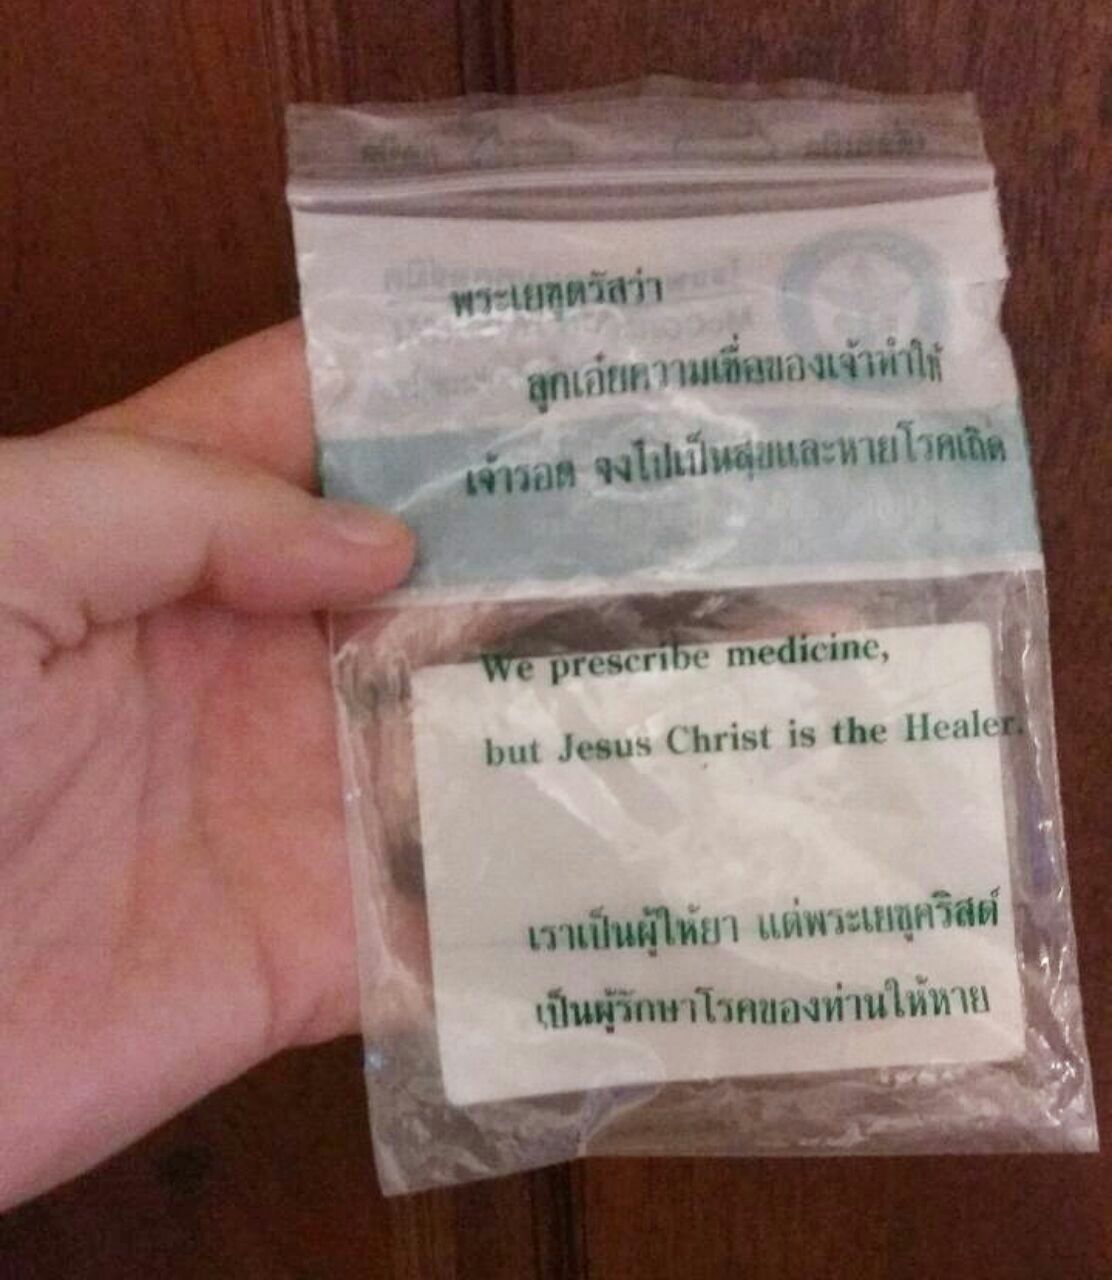 พระเยซูตรัสว่า
ลูกเอ๋ยความเชื่อของเจ้าทำให้
เจ้ารอด จงไปเป็นสุขและหายโรคเถิด
We prescribe medicine,
but Jesus Christ is the Healer.
เราเป็นผู้ให้ยา แต่พระเยซูคริสต์
เป็นผู้รักษาโรคของท่านให้หาย